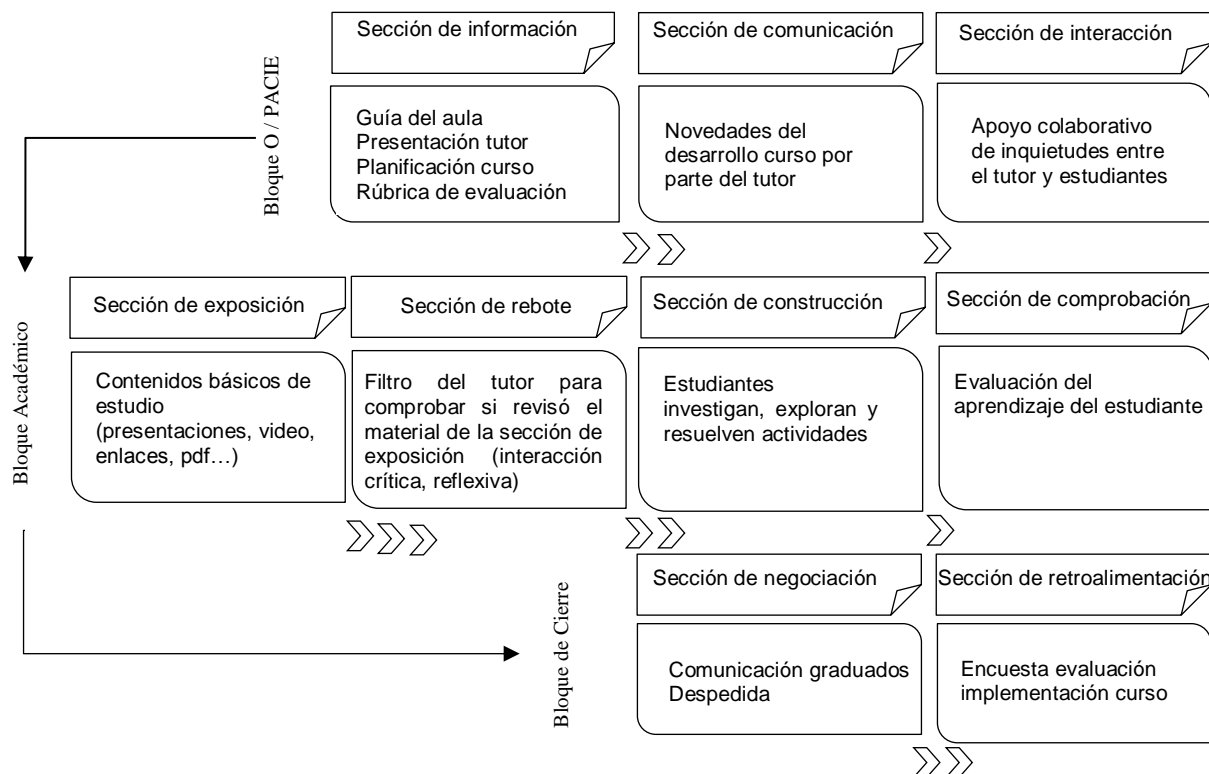 Sección de información
Sección de comunicación
Sección de interacción
Bloque O / PACIE
Guía del aula
Presentación tutor
Planificación curso
Rúbrica de evaluación
Novedades del
desarrollo curso por
parte del tutor
Apoyo colaborativo
de inquietudes entre
el tutor y estudiantes
Sección de exposición
Sección de rebote
Sección de construcción
Sección de comprobación
Bloque Académico
Contenidos básicos de
estudio
(presentaciones, video,
enlaces, pdf…)
Filtro del tutor para
comprobar si revisó el
material de la sección de
exposición (interacción
crítica, reflexiva)
Estudiantes
investigan, exploran y
resuelven actividades
Evaluación del
aprendizaje del estudiante
Sección de negociación
Sección de retroalimentación
Bloque de Cierre
Comunicación graduados
Despedida
Encuesta evaluación
implementación curso